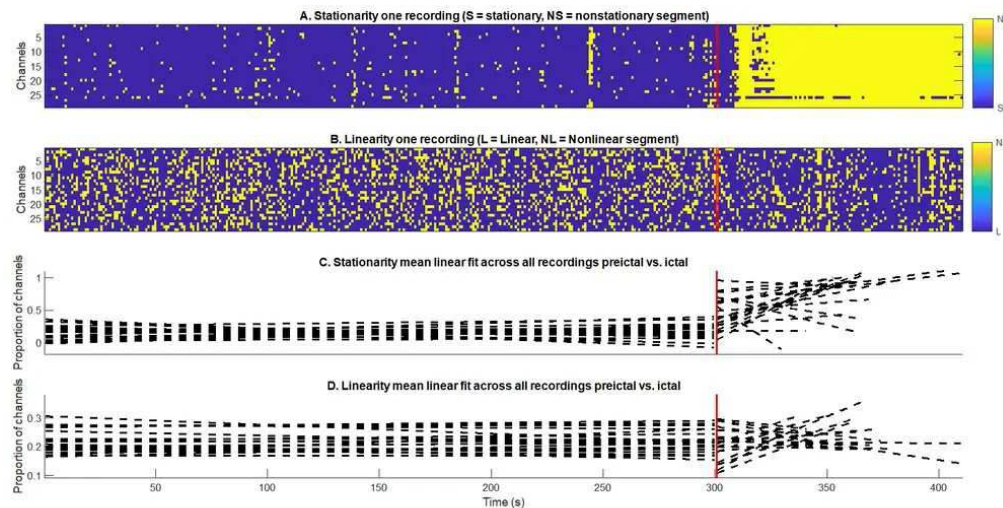 A. Stationarity one recording (S = stationary, NS = nonstationary segment)
Channels
5
10
15
20
25
N
S
B. Linearity one recording (L = Linear, NL = Nonlinear segment)
Channels
5
10
15
20
25
N
L
C. Stationarity mean linear fit across all recordings preictal vs. ictal
Proportion of channels
1
0.5
0
D. Linearity mean linear fit across all recordings preictal vs. ictal
Proportion of channels
0.3
0.2
0.1
50 100 150 200 250 300 350 400
Time (s)